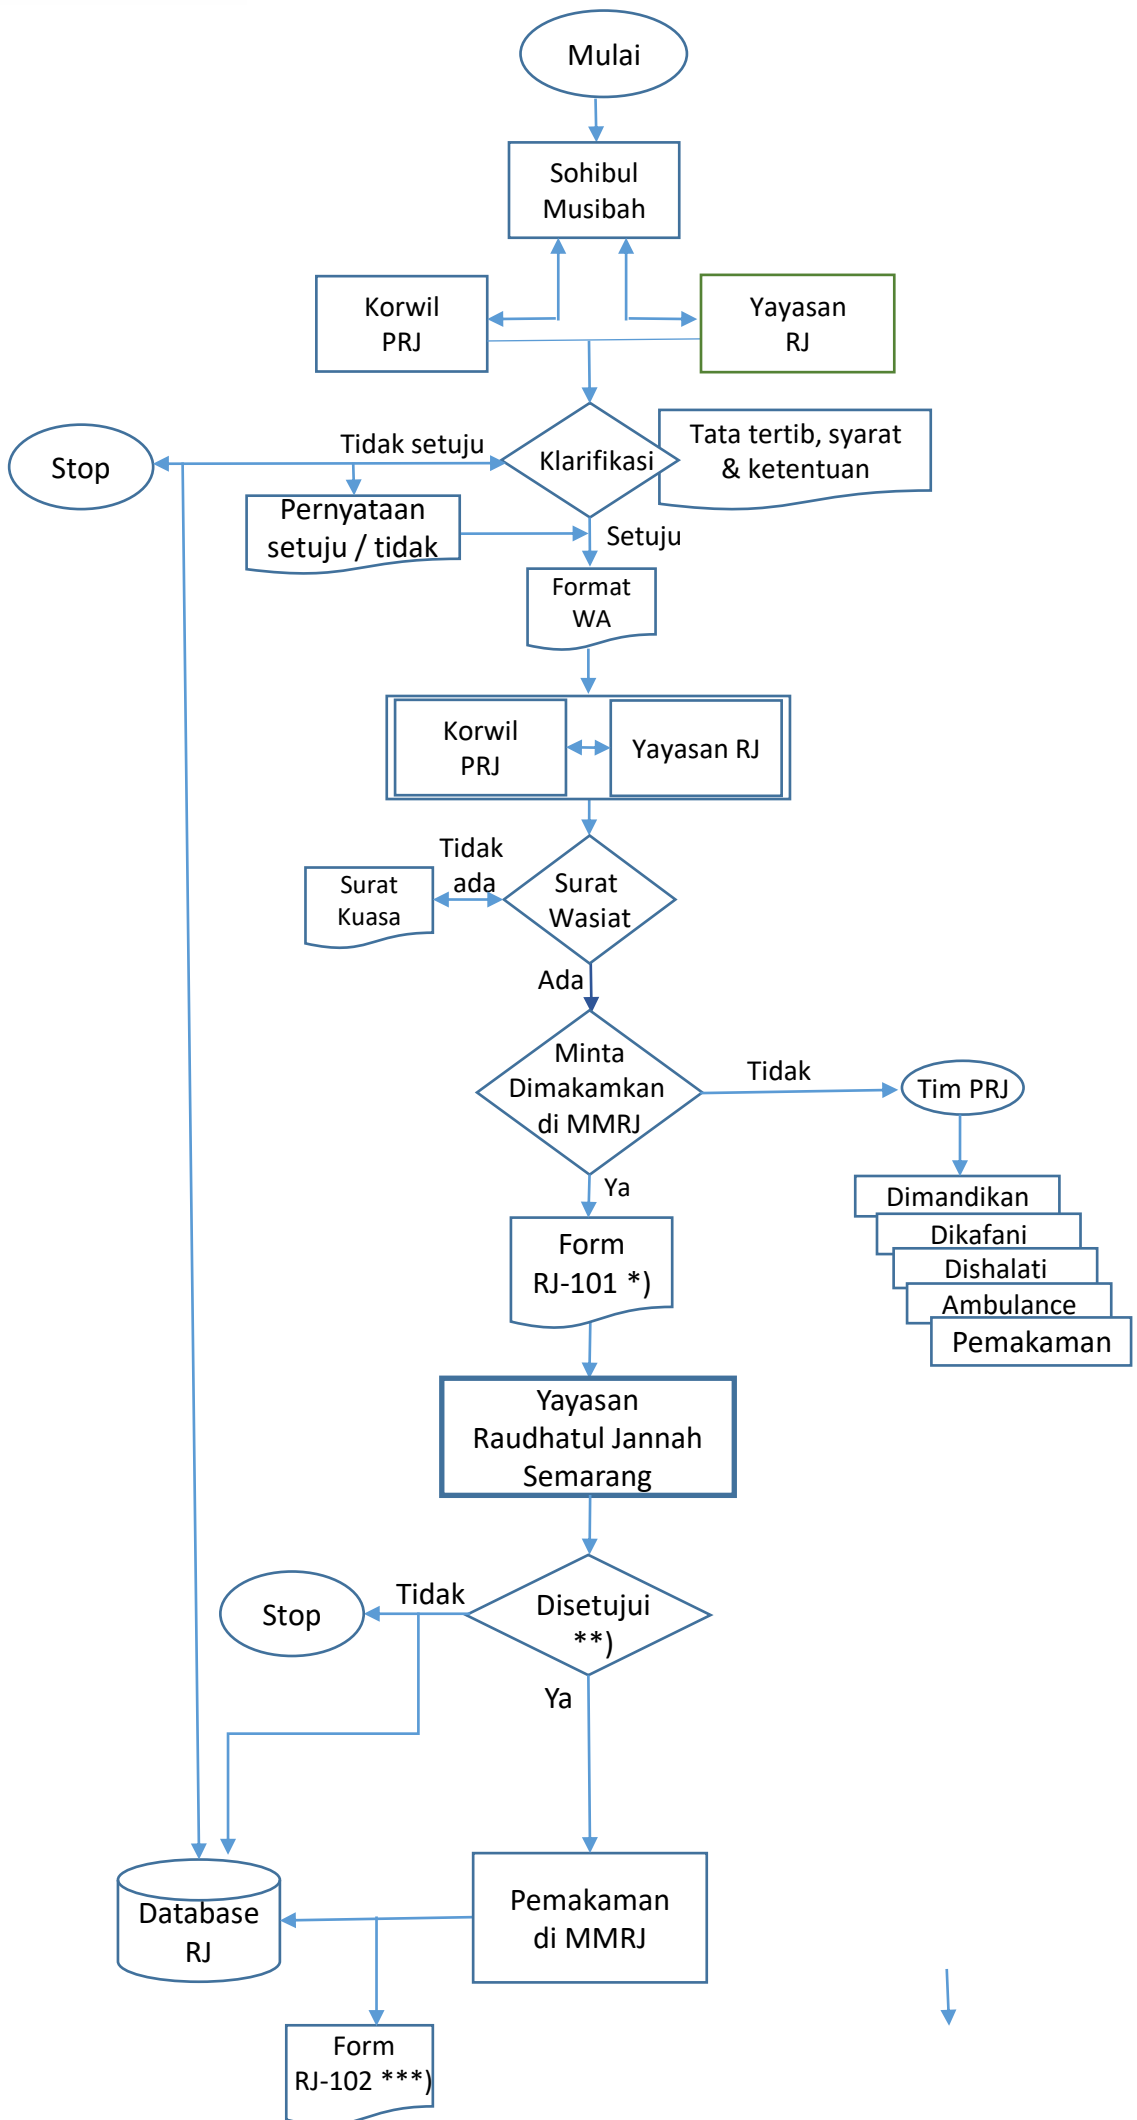 Mulai
Sohibul
Musibah
Korwil
PRJ
Yayasan
RJ
Tidak setuju
Stop
Klarifikasi
Tata tertib, syarat
& ketentuan
Pernyataan
setuju / tidak
Setuju
Format
WA
Korwil
PRJ
Yayasan RJ
Tidak
ada
Surat
Kuasa
Surat
Wasiat
Ada
Minta
Dimakamkan
di MMRJ
Tidak
Tim PRJ
Ya
Dimandikan
Dikafani
Dishalati
Ambulance
Pemakaman
Form
RJ-101 *)
Yayasan
Raudhatul Jannah
Semarang
Tidak
Stop
Disetujui
**)
Ya
Database
RJ
Pemakaman
di MMRJ
Form
RJ-102 ***)